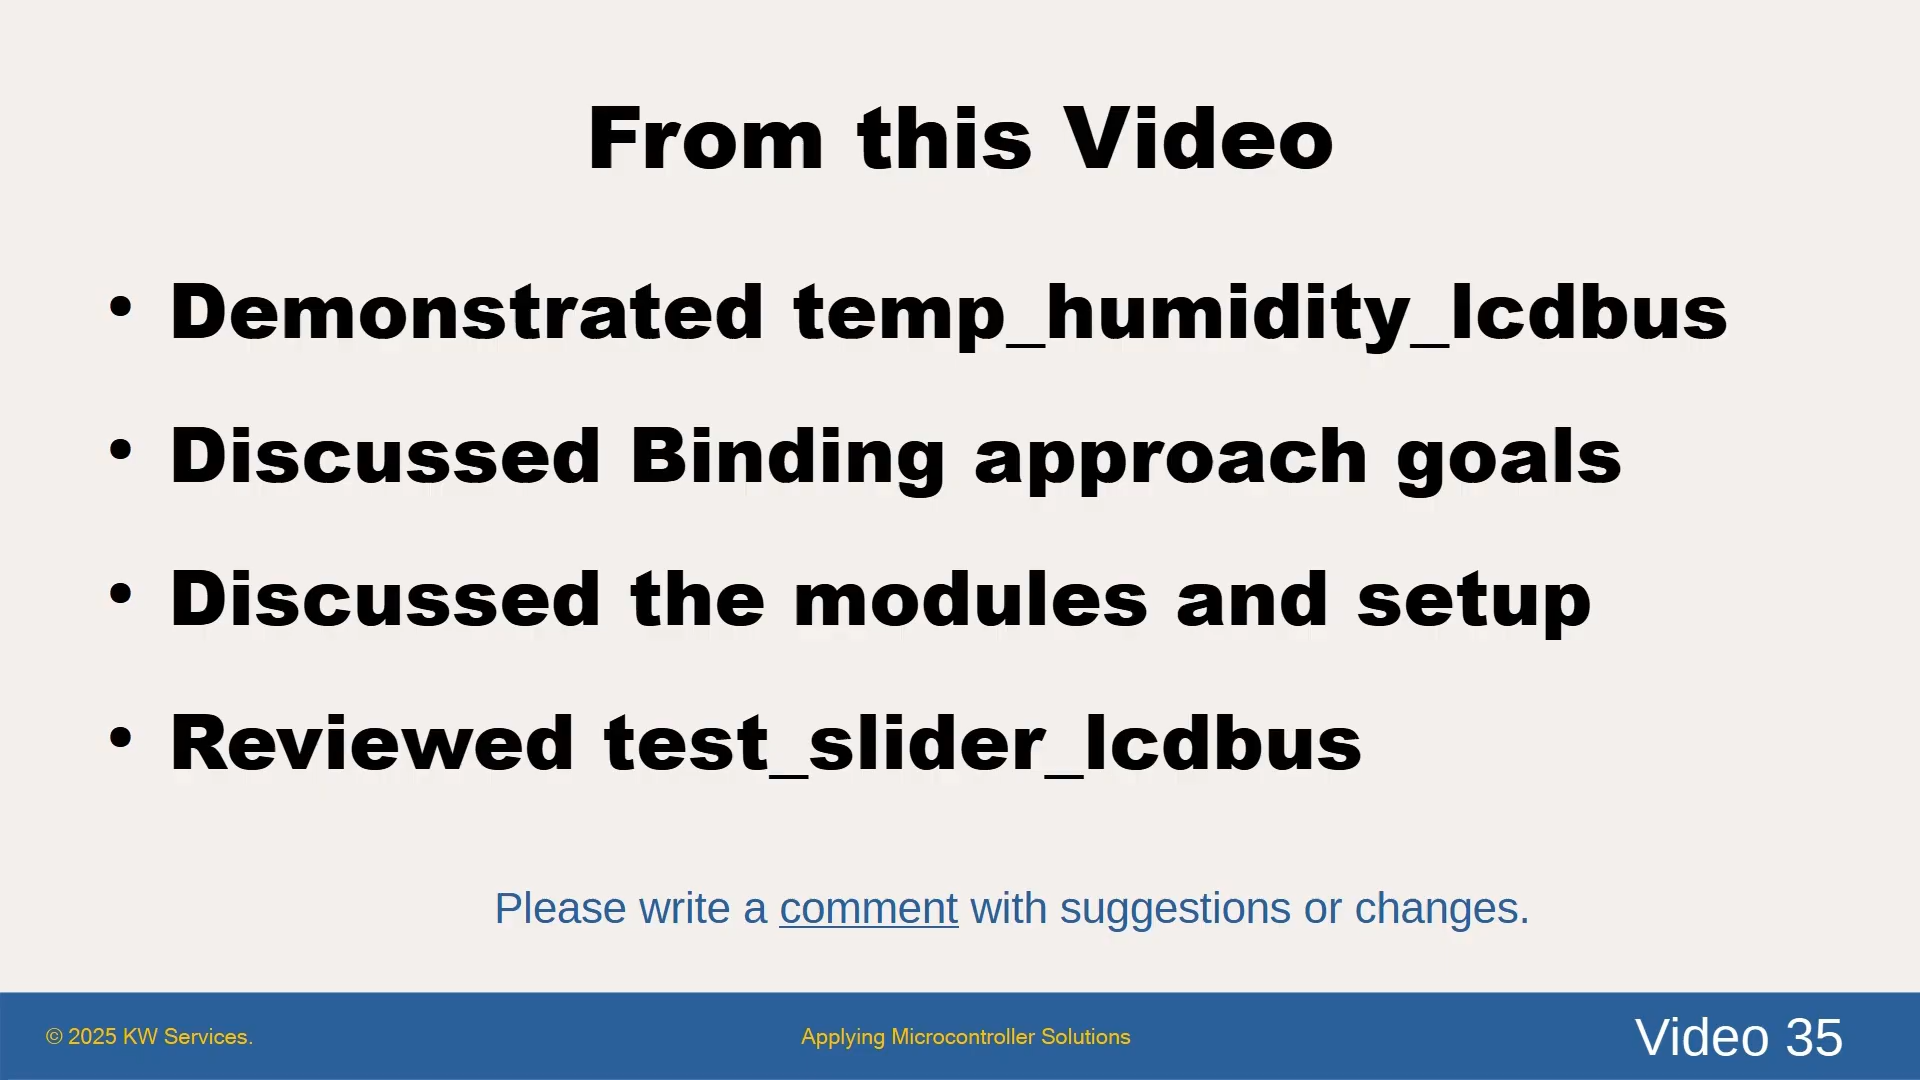 From this Video
• Demonstrated temp_humidity_lcdbus
• Discussed Binding approach goals
• Discussed the modules and setup
• Reviewed test_slider_lcdbus
Please write a comment with suggestions or changes.
© 2025 KW Services.
Applying Microcontroller Solutions
Video 35